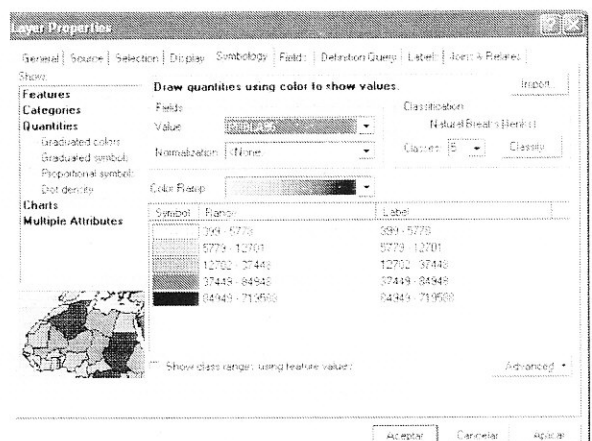 Layer Properties
General Source Selection Display Symbology Fields Definition Query Labels Joins & Relates
Show:
Features
Categories
Quantities
Graduated colors
Graduated symbols
Proportional symbols
Dot density
Charts
Multiple Attributes
Draw quantities using color to show values.
Import...
Fields
Value:
Normalization: <None
Classification
Natural Breaks (Jenks)
Classes: 5
Classify
Color Ramp:
Symbol Range Label
399 - 5778 399 - 5778
5779 - 12701 5779 - 12701
12702 - 37448 12702 - 37448
37449 - 84948 37449 - 84948
84949 - 84949 -
Show class ranges using feature values
Advanced
Aceptar Cancelar Aplicar